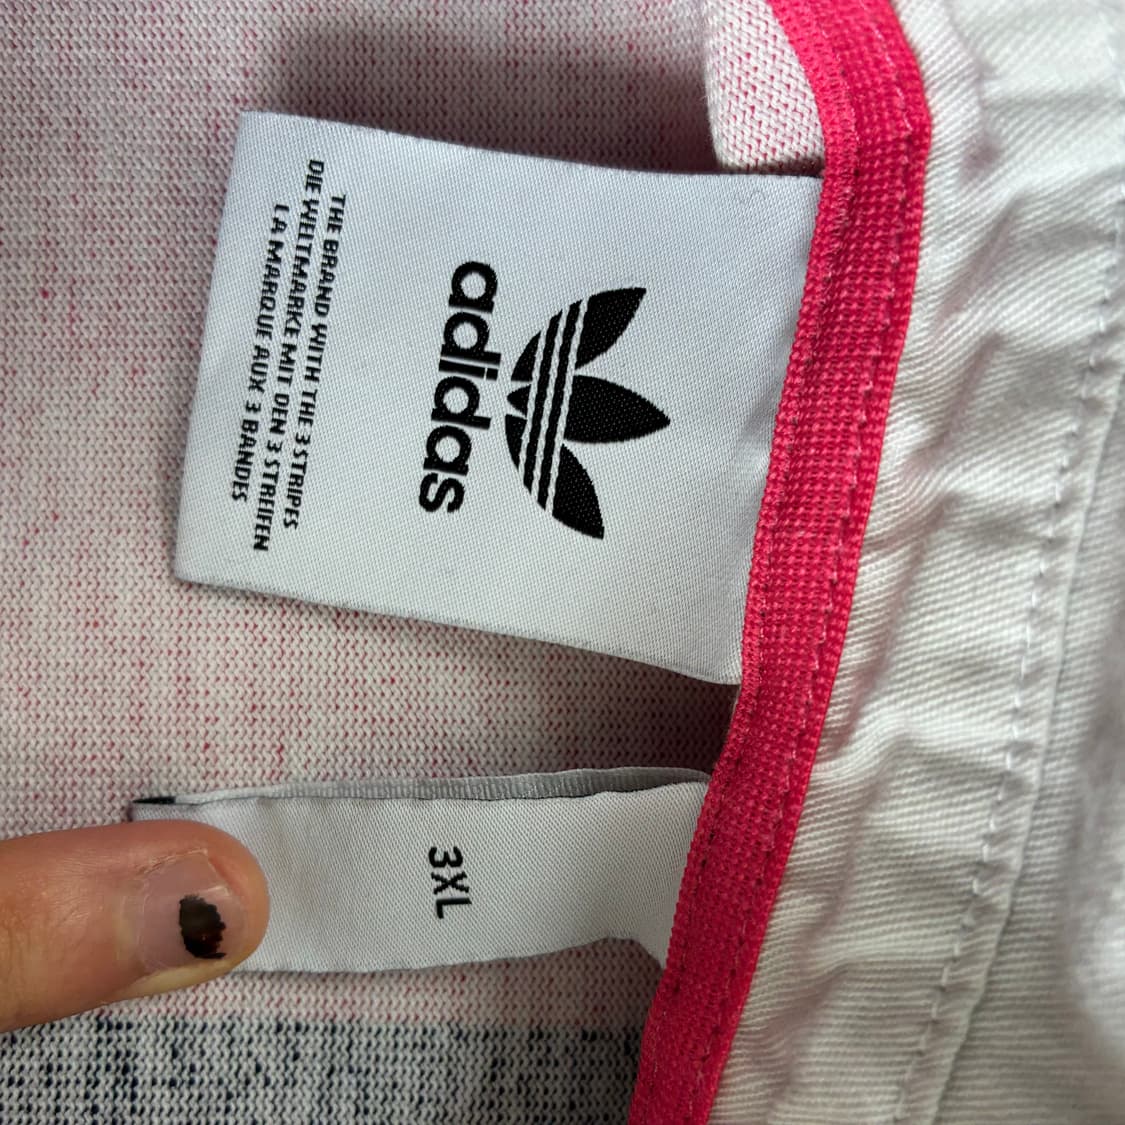 adidas
THE BRAND WITH THE 3 STRIPES
DIE WELTMARKE MIT DEN 3 STREIFEN
LA MARQUE AUX 3 BANDES
3XL